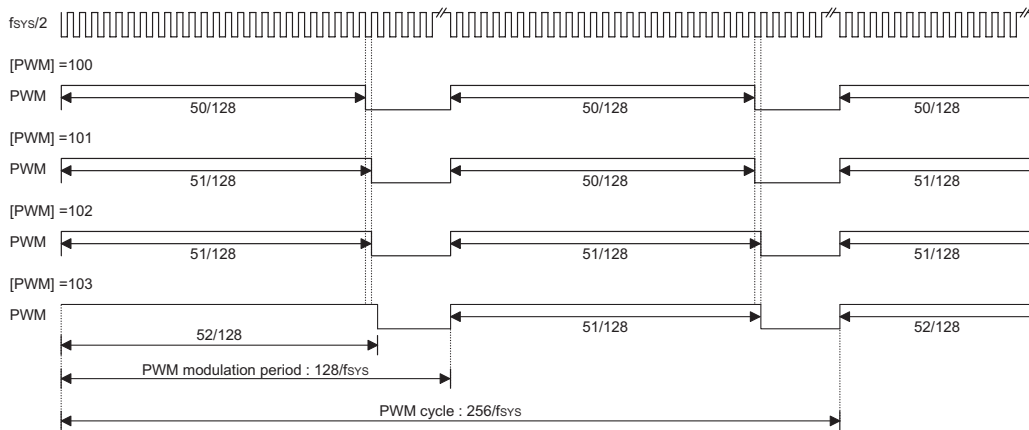 fSYS/2
[PWM] =100
PWM
50/128 50/128 50/128
[PWM] =101
PWM
51/128 50/128 51/128
[PWM] =102
PWM
51/128 51/128 51/128
[PWM] =103
PWM
52/128 51/128 52/128
PWM modulation period : 128/fSYS
PWM cycle : 256/fSYS